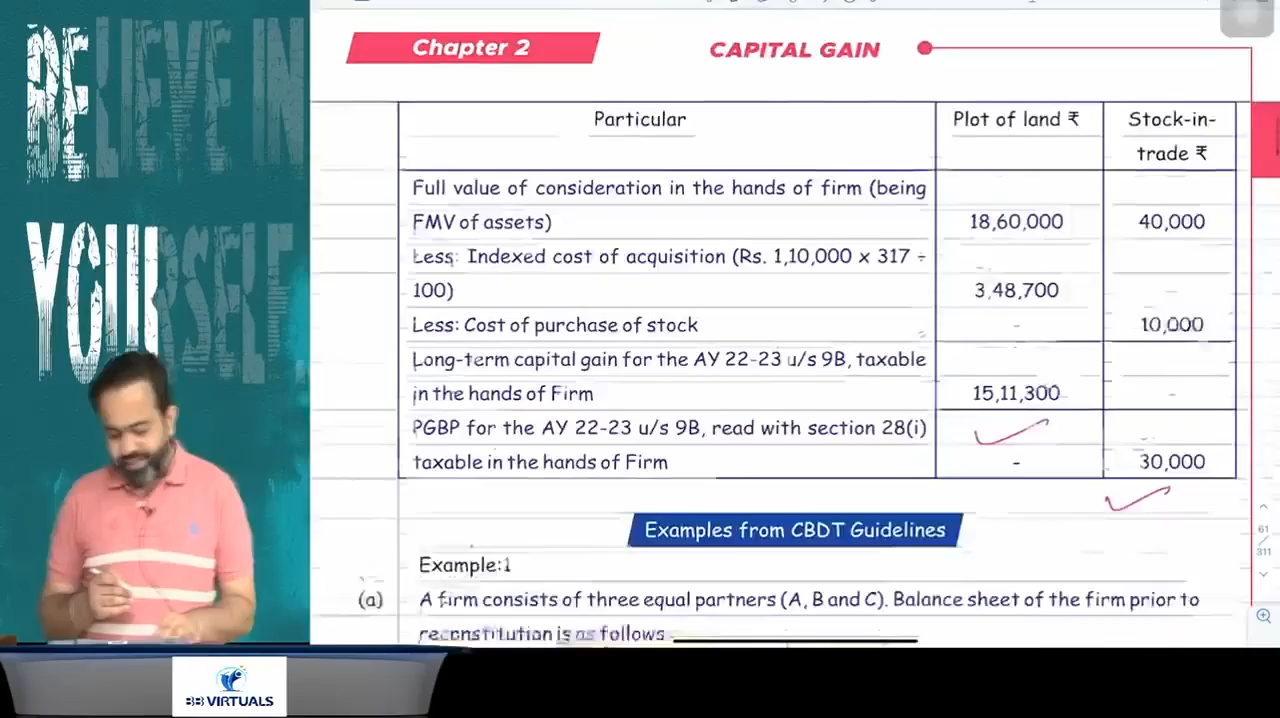 BELIEVE IN
YOURSELF.
Chapter 2
CAPITAL GAIN
Particular
Plot of land ₹
Stock-in-
trade ₹
Full value of consideration in the hands of firm (being
FMV of assets)
18,60,000
40,000
Less: Indexed cost of acquisition (Rs. 1,10,000 x 317 ÷
100)
3,48,700
-
Less: Cost of purchase of stock
-
10,000
Long-term capital gain for the AY 22-23 u/s 9B, taxable
in the hands of Firm
15,11,300
-
PGBP for the AY 22-23 u/s 9B, read with section 28(i)
taxable in the hands of Firm
-
30,000
61
/
311
Examples from CBDT Guidelines
Example:1
(a) A firm consists of three equal partners (A, B and C). Balance sheet of the firm prior to
reconstitution is as follows
BB VIRTUALS